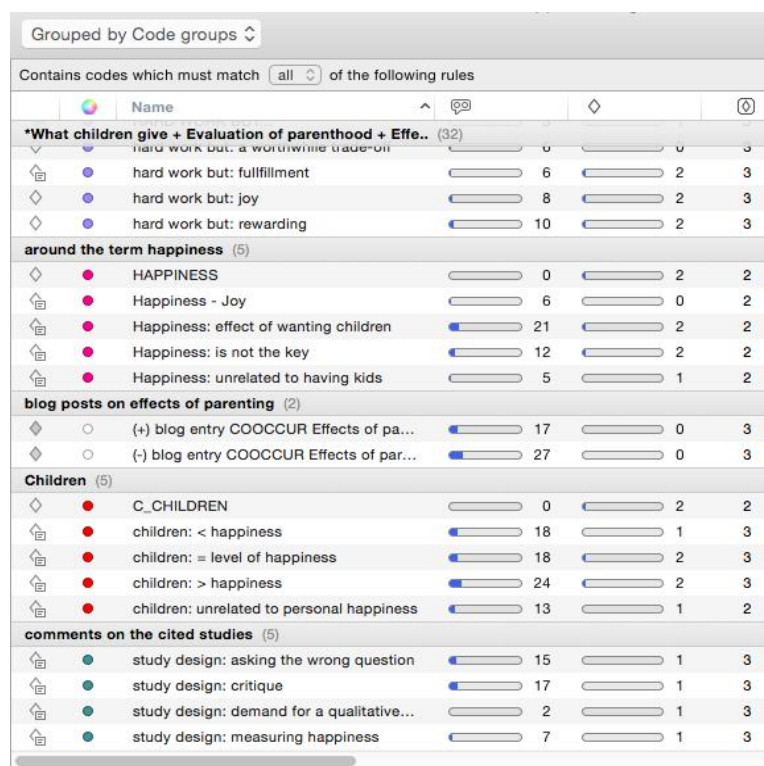 Grouped by Code groups
Contains codes which must match all of the following rules
Name
*What children give + Evaluation of parenthood + Effe.. (32)
hard work but: a worthwhile trade-off 6 0 3
hard work but: fullfillment 6 2 3
hard work but: joy 8 2 3
hard work but: rewarding 10 2 3
around the term happiness (5)
HAPPINESS 0 2 2
Happiness - Joy 6 0 2
Happiness: effect of wanting children 21 2 2
Happiness: is not the key 12 2 2
Happiness: unrelated to having kids 5 1 2
blog posts on effects of parenting (2)
(+) blog entry COOCCUR Effects of pa... 17 0 3
(-) blog entry COOCCUR Effects of par... 27 0 3
Children (5)
C_CHILDREN 0 2 2
children: < happiness 18 1 3
children: = level of happiness 18 2 3
children: > happiness 24 2 3
children: unrelated to personal happiness 13 1 2
comments on the cited studies (5)
study design: asking the wrong question 15 1 3
study design: critique 17 1 3
study design: demand for a qualitative... 2 1 3
study design: measuring happiness 7 1 3